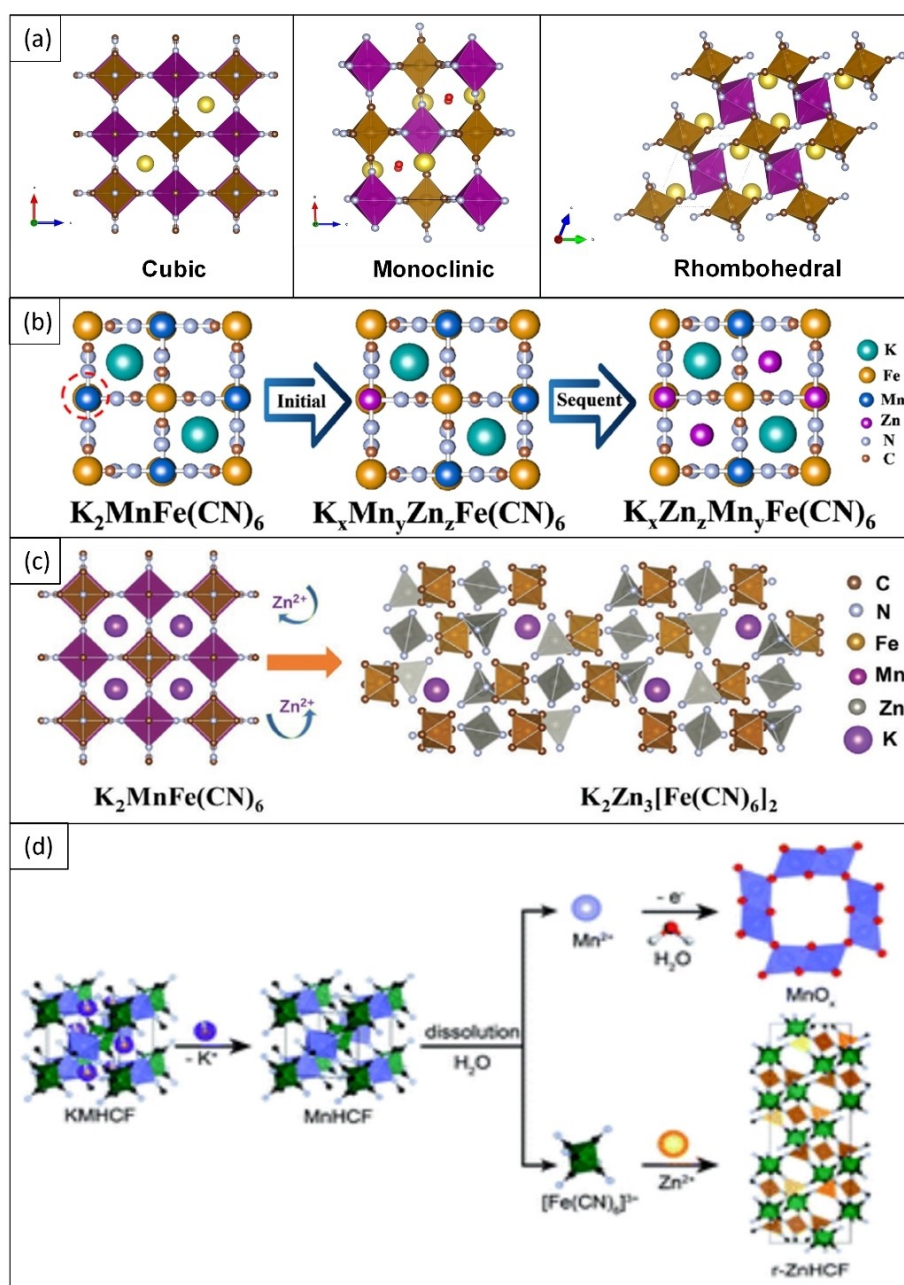 (a)
Cubic
Monoclinic
Rhombohedral
(b)
Initial
Sequent
K
Fe
Mn
Zn
N
C
K₂MnFe(CN)₆
KₓMnᵧZn_zFe(CN)₆
KₓZn_zMnᵧFe(CN)₆
(c)
Zn²⁺
Zn²⁺
C
N
Fe
Mn
Zn
K
K₂MnFe(CN)₆
K₂Zn₃[Fe(CN)₆]₂
(d)
KMHCF
- K⁺
MnHCF
dissolution
H₂O
Mn²⁺
- e⁻
H₂O
MnOₓ
[Fe(CN)₆]³⁻
Zn²⁺
r-ZnHCF